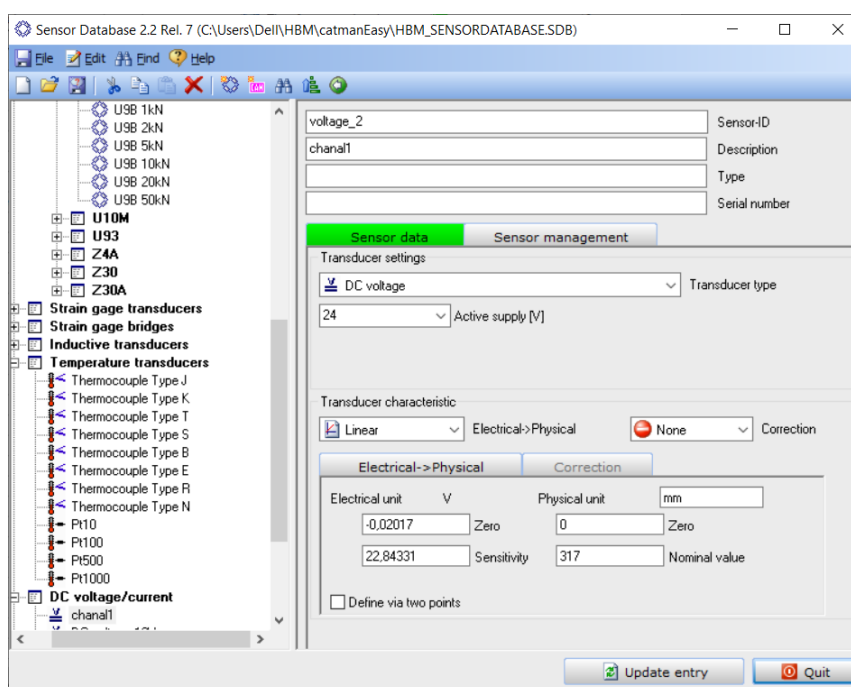 Sensor Database 2.2 Rel. 7 (C:\Users\Dell\HBM\catmanEasy\HBM_SENSORDATABASE.SDB)
File Edit Find Help
U9B 1kN
U9B 2kN
U9B 5kN
U9B 10kN
U9B 20kN
U9B 50kN
U10M
U93
Z4A
Z30
Z30A
Strain gage transducers
Strain gage bridges
Inductive transducers
Temperature transducers
Thermocouple Type J
Thermocouple Type K
Thermocouple Type T
Thermocouple Type S
Thermocouple Type B
Thermocouple Type E
Thermocouple Type R
Thermocouple Type N
Pt10
Pt100
Pt500
Pt1000
DC voltage/current
chanal1
voltage_2 Sensor-ID
chanal1 Description
Type
Serial number
Sensor data Sensor management
Transducer settings
DC voltage Transducer type
24 Active supply [V]
Transducer characteristic
Linear Electrical->Physical None Correction
Electrical->Physical Correction
Electrical unit V Physical unit mm
-0,02017 Zero 0 Zero
22,84331 Sensitivity 317 Nominal value
Define via two points
Update entry Quit